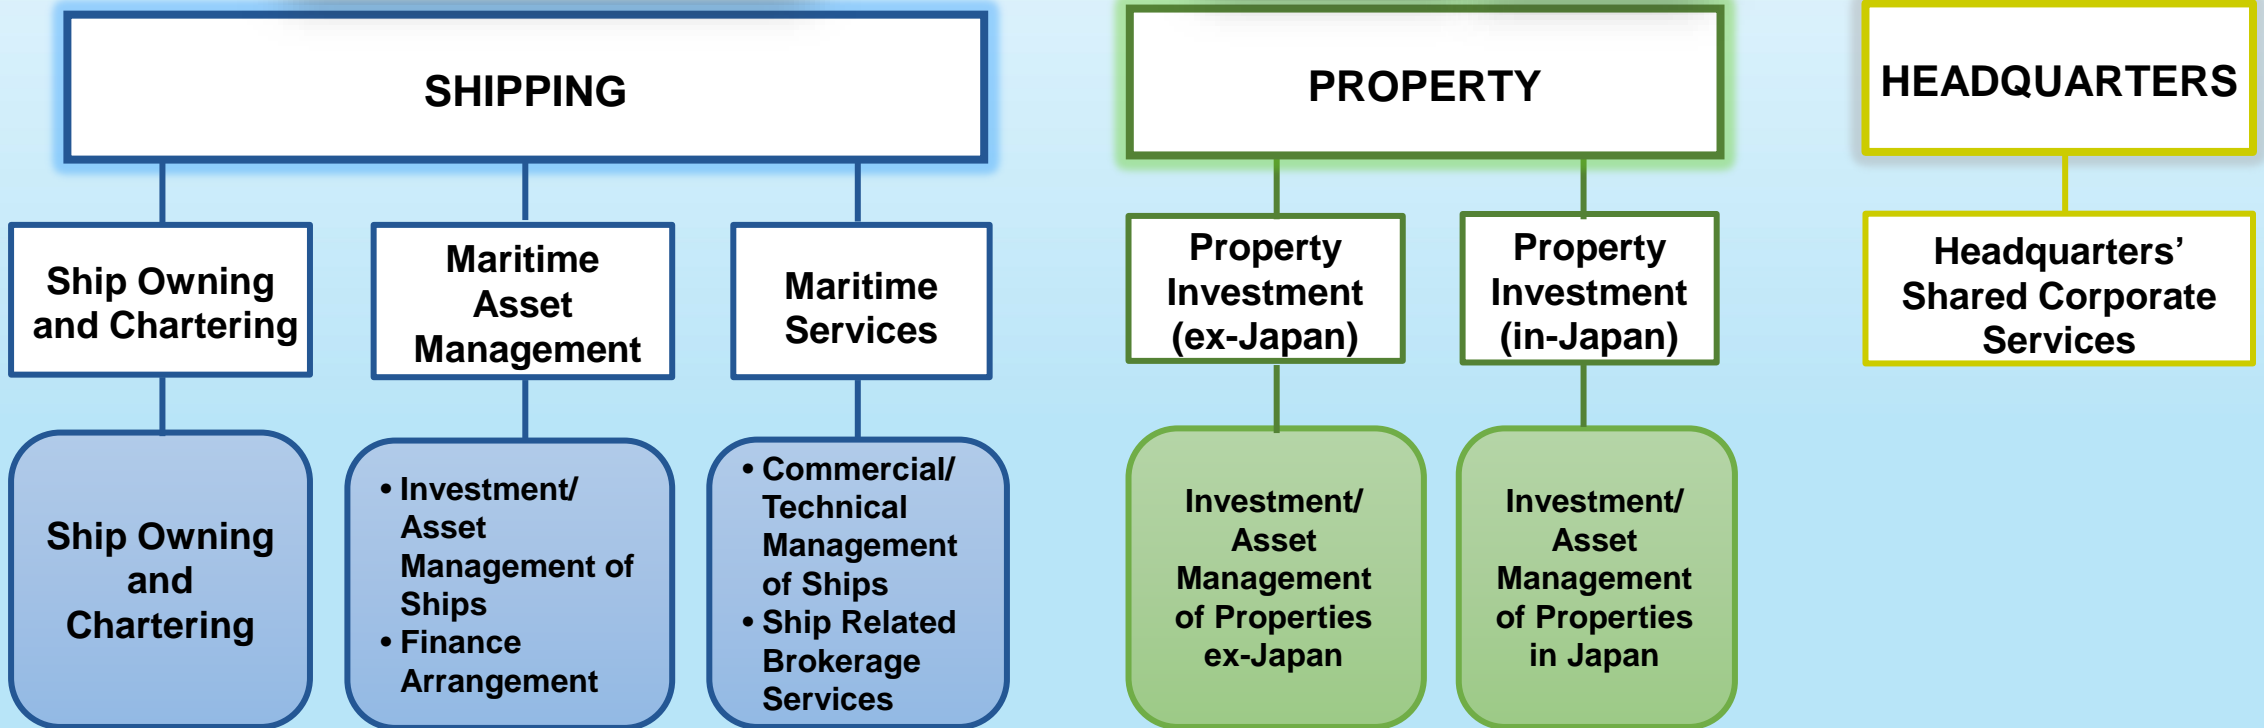 SHIPPING
PROPERTY
HEADQUARTERS
Ship Owning
and Chartering
Maritime
Asset
Management
Maritime
Services
Property
Investment
(ex-Japan)
Property
Investment
(in-Japan)
Headquarters’
Shared Corporate
Services
Ship Owning
and
Chartering
• Investment/
Asset
Management of
Ships
• Finance
Arrangement
• Commercial/
Technical
Management
of Ships
• Ship Related
Brokerage
Services
Investment/
Asset
Management
of Properties
ex-Japan
Investment/
Asset
Management
of Properties
in Japan